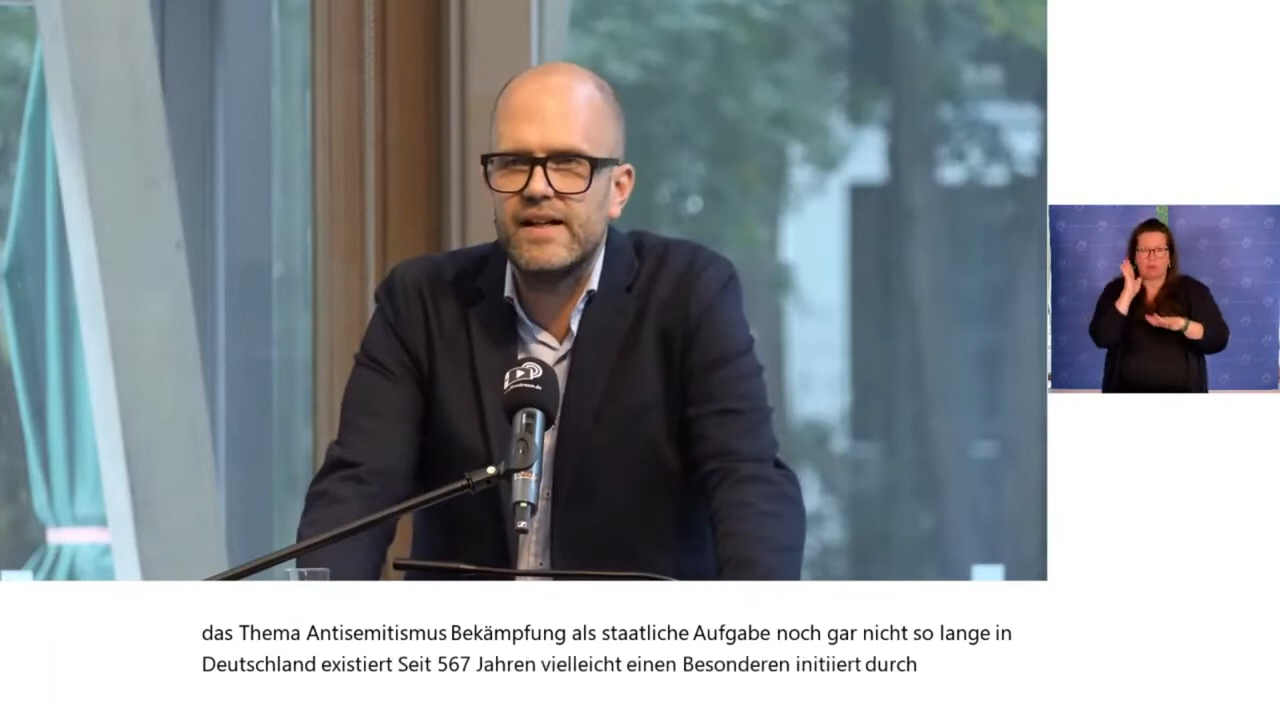 das Thema Antisemitismus Bekämpfung als staatliche Aufgabe noch gar nicht so lange in
Deutschland existiert Seit 567 Jahren vielleicht einen Besonderen initiiert durch